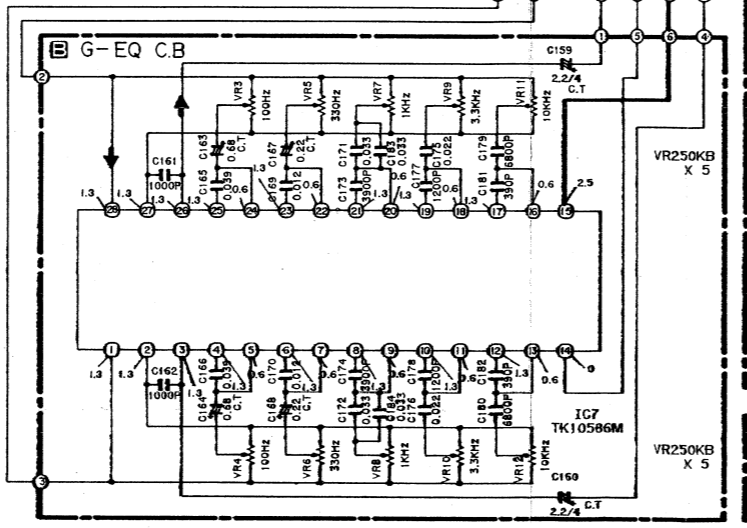 1 5 6 4
B G-EQ C.B
C159
2.2/4
C.T
2
VR3 100HZ
VR5 330HZ
VR7 1KHZ
VR9 3.3KHZ
VR11 10KHZ
C163 0.68 C.T
C167 0.22 C.T
C171 0.033
C183 0.033
C175 0.022
C179 6800P
VR250KB
X 5
C161
1000P
C165 0.039
C169 0.012
C173 3900P
C177 1200P
C181 390P
0.6 0.6 0.6 0.6 0.6 2.5
1.3 1.3 1.3 1.3 1.3 1.3 1.3 1.3
28 27 26 25 24 23 22 21 20 19 18 17 16 15
1 2 3 4 5 6 7 8 9 10 11 12 13 14
1.3 1.3 1.3 1.3 0.6 1.3 0.6 1.3 0.6 1.3 0.6 1.3 0.6 0
C162
1000P
C166 0.039
C170 0.012
C174 3900P
C178 1200P
C182 390P
C164 0.68 C.T
C168 0.22 C.T
C172 0.033
C184 0.033
C176 0.022
C180 6800P
IC7
TK10586M
VR4 100HZ
VR6 330HZ
VR8 1KHZ
VR10 3.3KHZ
VR12 10KHZ
VR250KB
X 5
3
C160
C.T
2.2/4